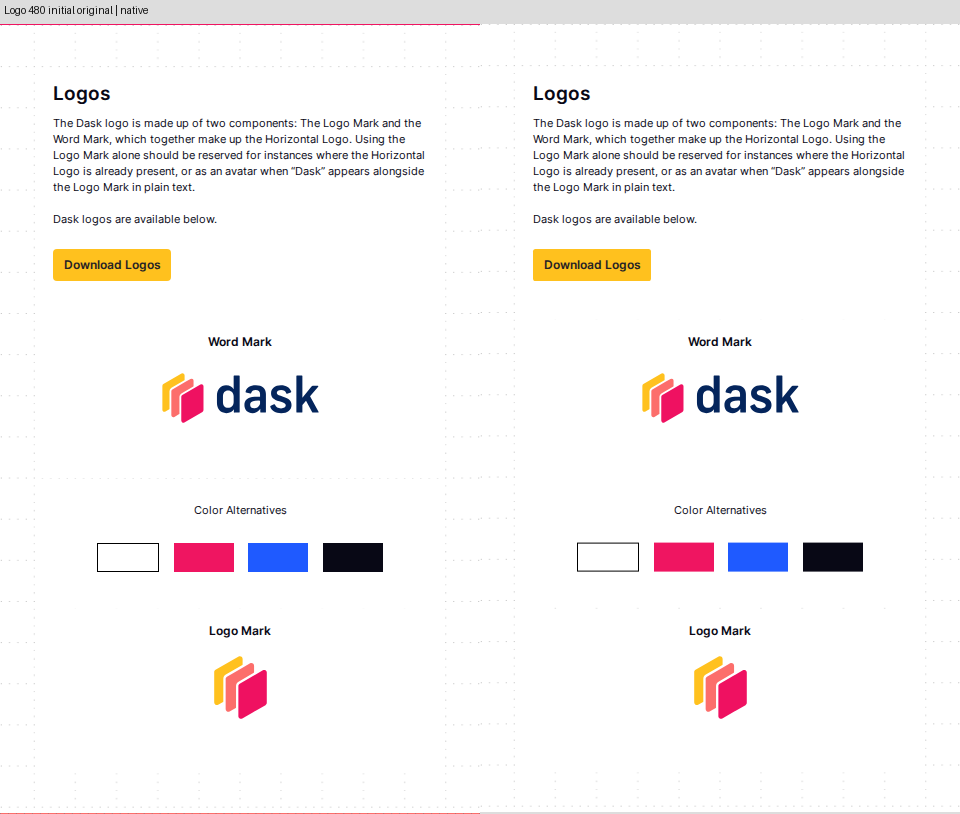 Logo 480 initial original | native
Logos
The Dask logo is made up of two components: The Logo Mark and the
Word Mark, which together make up the Horizontal Logo. Using the
Logo Mark alone should be reserved for instances where the Horizontal
Logo is already present, or as an avatar when “Dask” appears alongside
the Logo Mark in plain text.
Dask logos are available below.
Download Logos
Word Mark
dask
Color Alternatives
Logo Mark
Logos
The Dask logo is made up of two components: The Logo Mark and the
Word Mark, which together make up the Horizontal Logo. Using the
Logo Mark alone should be reserved for instances where the Horizontal
Logo is already present, or as an avatar when “Dask” appears alongside
the Logo Mark in plain text.
Dask logos are available below.
Download Logos
Word Mark
dask
Color Alternatives
Logo Mark